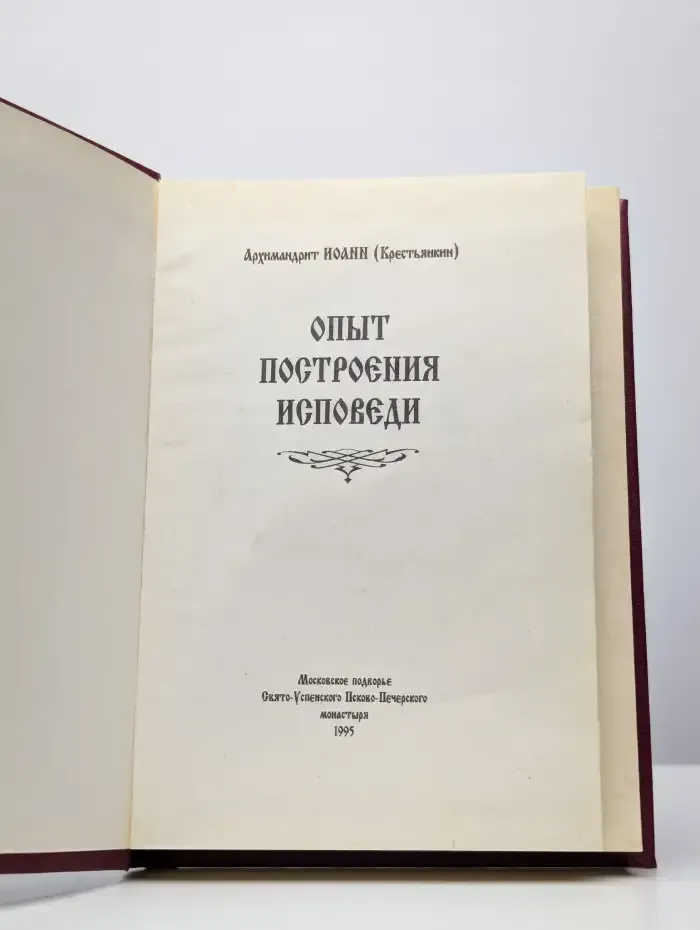 Архимандрит ИОАНН (Крестьянкин)
ОПЫТ
ПОСТРОЕНИЯ
ИСПОВЕДИ
Московское подворье
Свято-Успенского Псково-Печерского
монастыря
1995